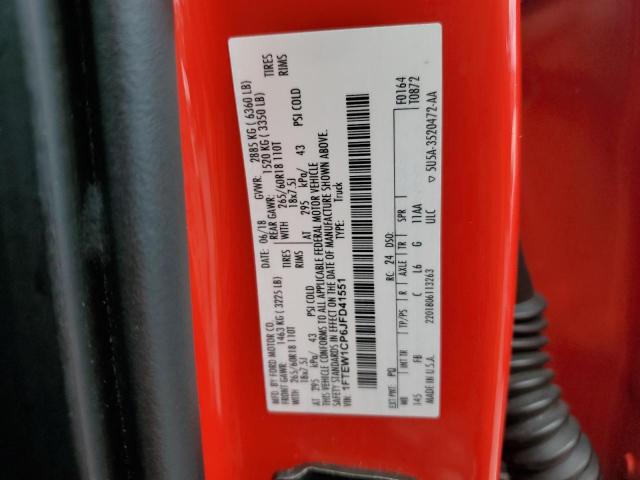 MFD. BY FORD MOTOR CO.
DATE: 06/18 GVWR: 2885 KG ( 6360 LB)
FRONT GAWR: 1463 KG ( 3225 LB) REAR GAWR: 1520 KG ( 3350 LB)
WITH 265/60R18 110T TIRES WITH 265/60R18 110T TIRES
18x7.5J RIMS 18x7.5J RIMS
AT 295 kPa/ 43 PSI COLD AT 295 kPa/ 43 PSI COLD
THIS VEHICLE CONFORMS TO ALL APPLICABLE FEDERAL MOTOR VEHICLE
SAFETY STANDARDS IN EFFECT ON THE DATE OF MANUFACTURE SHOWN ABOVE.
VIN: 1FTEW1CP6JFD41551 TYPE: Truck
F0164
T0872
EXT PNT: PQ RC: 24 DSO:
WB INT TR TP/PS R AXLE TR SPR
145 FB C L6 G 11AA
MADE IN U.S.A. 2201806113263 ULC
▽ 5U5A-3520472-AA